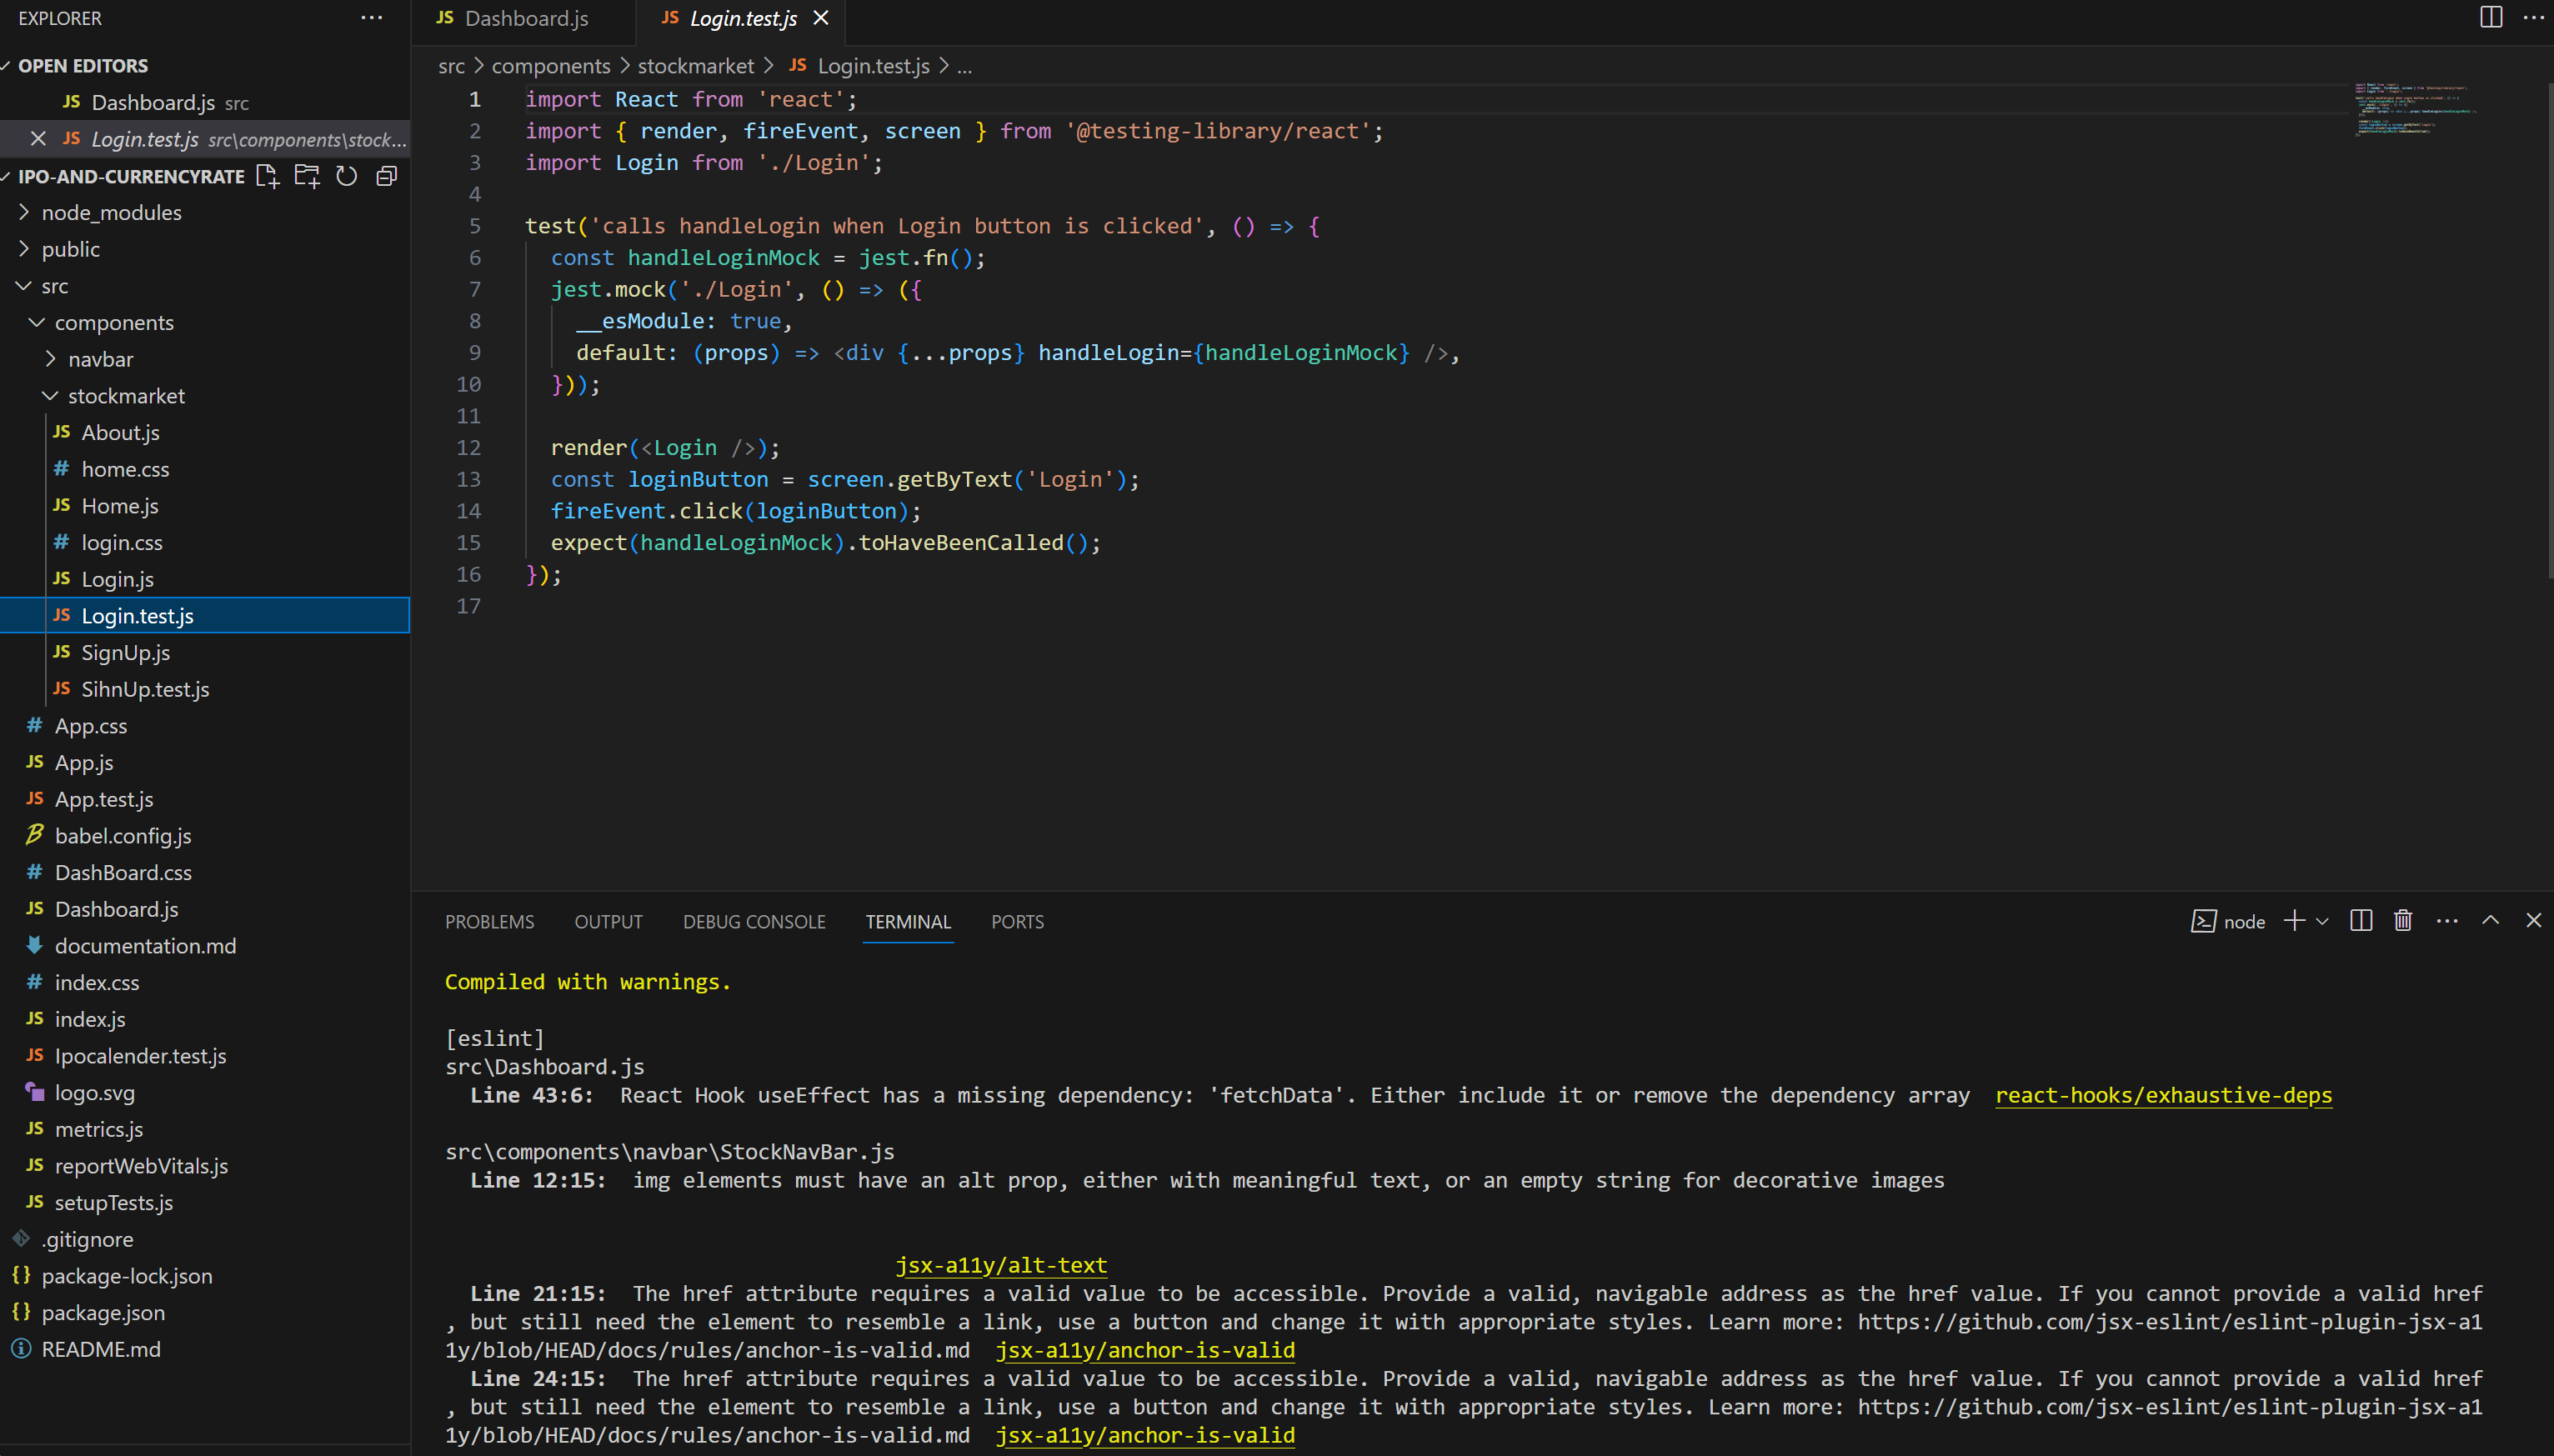 EXPLORER
OPEN EDITORS
JS Dashboard.js src
JS Login.test.js src\components\stock...
IPO-AND-CURRENCYRATE
node_modules
public
src
components
navbar
stockmarket
JS About.js
# home.css
JS Home.js
# login.css
JS Login.js
JS Login.test.js
JS SignUp.js
JS SihnUp.test.js
# App.css
JS App.js
JS App.test.js
babel.config.js
# DashBoard.css
JS Dashboard.js
documentation.md
# index.css
JS index.js
JS Ipocalender.test.js
logo.svg
JS metrics.js
JS reportWebVitals.js
JS setupTests.js
.gitignore
{} package-lock.json
{} package.json
README.md
JS Dashboard.js
JS Login.test.js
src > components > stockmarket > JS Login.test.js > ...
1 import React from 'react';
2 import { render, fireEvent, screen } from '@testing-library/react';
3 import Login from './Login';
4
5 test('calls handleLogin when Login button is clicked', () => {
6 const handleLoginMock = jest.fn();
7 jest.mock('./Login', () => ({
8 __esModule: true,
9 default: (props) => <div {...props} handleLogin={handleLoginMock} />,
10 }));
11
12 render(<Login />);
13 const loginButton = screen.getByText('Login');
14 fireEvent.click(loginButton);
15 expect(handleLoginMock).toHaveBeenCalled();
16 });
17
PROBLEMS OUTPUT DEBUG CONSOLE TERMINAL PORTS
node
Compiled with warnings.
[eslint]
src\Dashboard.js
Line 43:6: React Hook useEffect has a missing dependency: 'fetchData'. Either include it or remove the dependency array react-hooks/exhaustive-deps
src\components\navbar\StockNavBar.js
Line 12:15: img elements must have an alt prop, either with meaningful text, or an empty string for decorative images
jsx-a11y/alt-text
Line 21:15: The href attribute requires a valid value to be accessible. Provide a valid, navigable address as the href value. If you cannot provide a valid href
, but still need the element to resemble a link, use a button and change it with appropriate styles. Learn more: https://github.com/jsx-eslint/eslint-plugin-jsx-a1
1y/blob/HEAD/docs/rules/anchor-is-valid.md jsx-a11y/anchor-is-valid
Line 24:15: The href attribute requires a valid value to be accessible. Provide a valid, navigable address as the href value. If you cannot provide a valid href
, but still need the element to resemble a link, use a button and change it with appropriate styles. Learn more: https://github.com/jsx-eslint/eslint-plugin-jsx-a1
1y/blob/HEAD/docs/rules/anchor-is-valid.md jsx-a11y/anchor-is-valid